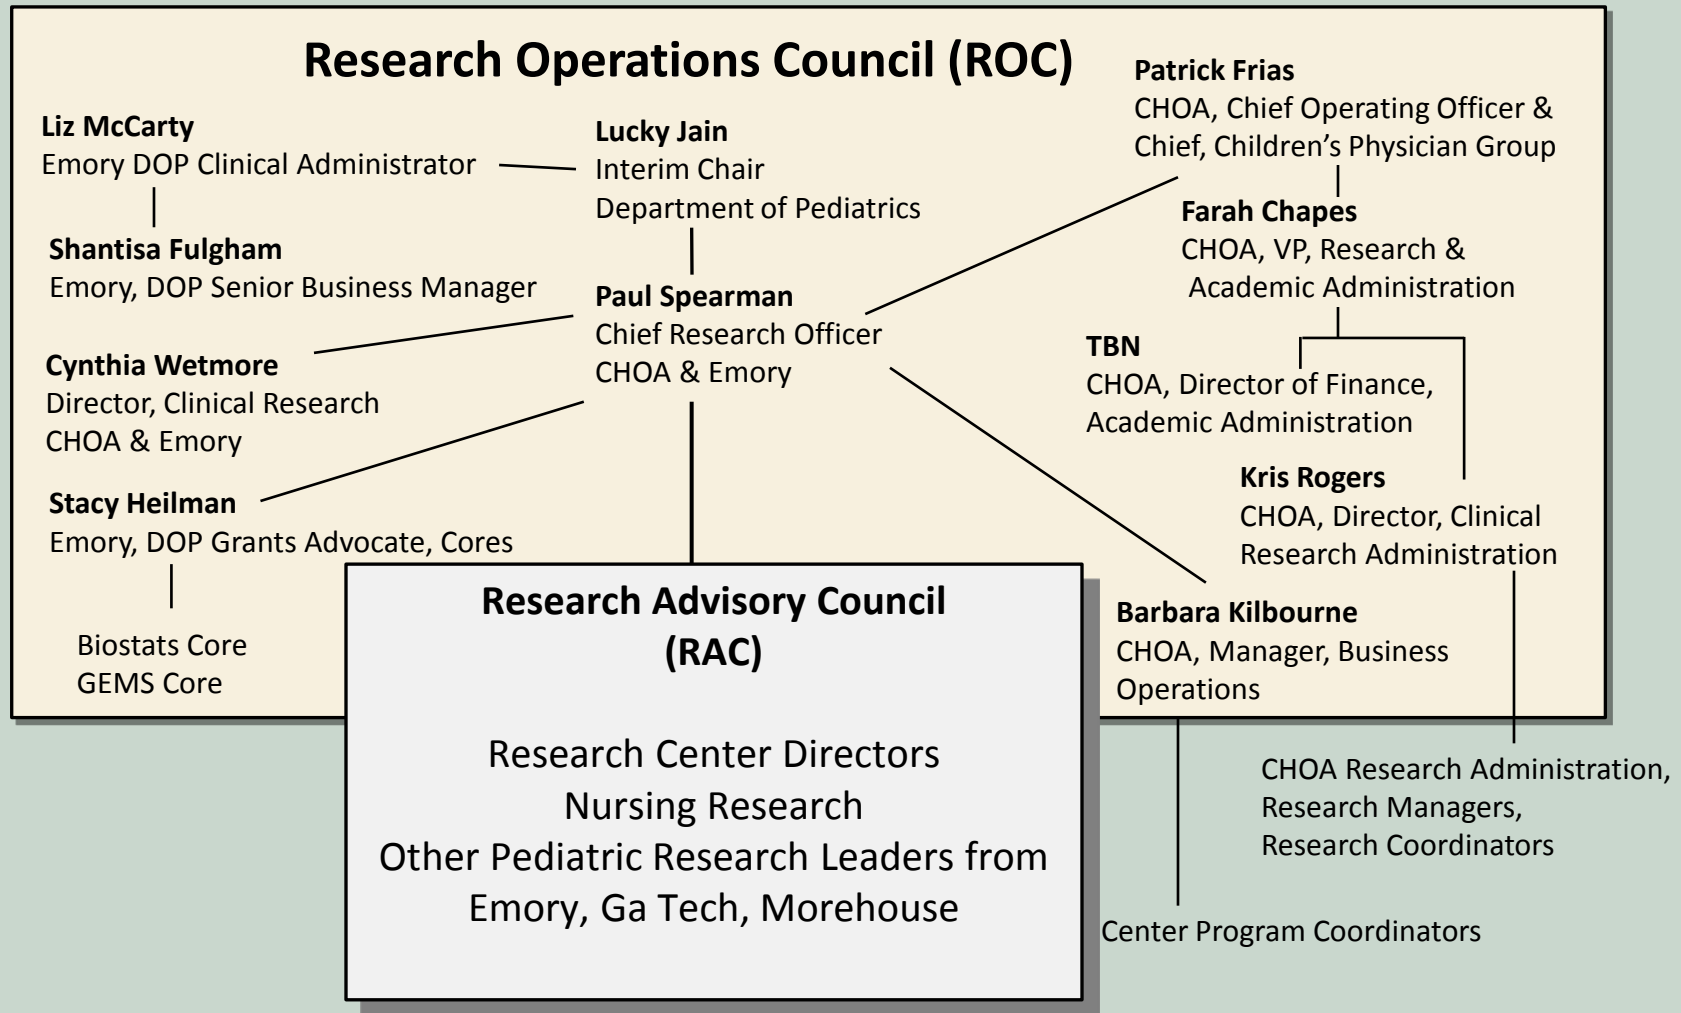 Research Operations Council (ROC)
Liz McCarty
Emory DOP Clinical Administrator
Shantisa Fulgham
Emory, DOP Senior Business Manager
Cynthia Wetmore
Director, Clinical Research
CHOA & Emory
Stacy Heilman
Emory, DOP Grants Advocate, Cores
Biostats Core
GEMS Core
Lucky Jain
Interim Chair
Department of Pediatrics
Paul Spearman
Chief Research Officer
CHOA & Emory
Patrick Frias
CHOA, Chief Operating Officer &
Chief, Children’s Physician Group
Farah Chapes
CHOA, VP, Research &
Academic Administration
TBN
CHOA, Director of Finance,
Academic Administration
Kris Rogers
CHOA, Director, Clinical
Research Administration
Barbara Kilbourne
CHOA, Manager, Business
Operations
Research Advisory Council
(RAC)
Research Center Directors
Nursing Research
Other Pediatric Research Leaders from
Emory, Ga Tech, Morehouse
CHOA Research Administration,
Research Managers,
Research Coordinators
Center Program Coordinators